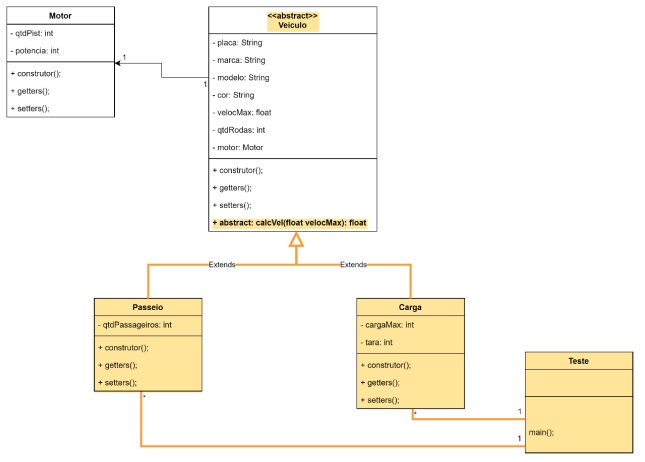 Motor
- qtdPist: int
- potencia: int
+ construtor();
+ getters();
+ setters();
1
1
<<abstract>>
Veiculo
- placa: String
- marca: String
- modelo: String
- cor: String
- velocMax: float
- qtdRodas: int
- motor: Motor
+ construtor();
+ getters();
+ setters();
+ abstract: calcVel(float velocMax): float
Extends
Extends
Passeio
- qtdPassageiros: int
+ construtor();
+ getters();
+ setters();
*
Carga
- cargaMax: int
- tara: int
+ construtor();
+ getters();
+ setters();
*
Teste
main();
1
1